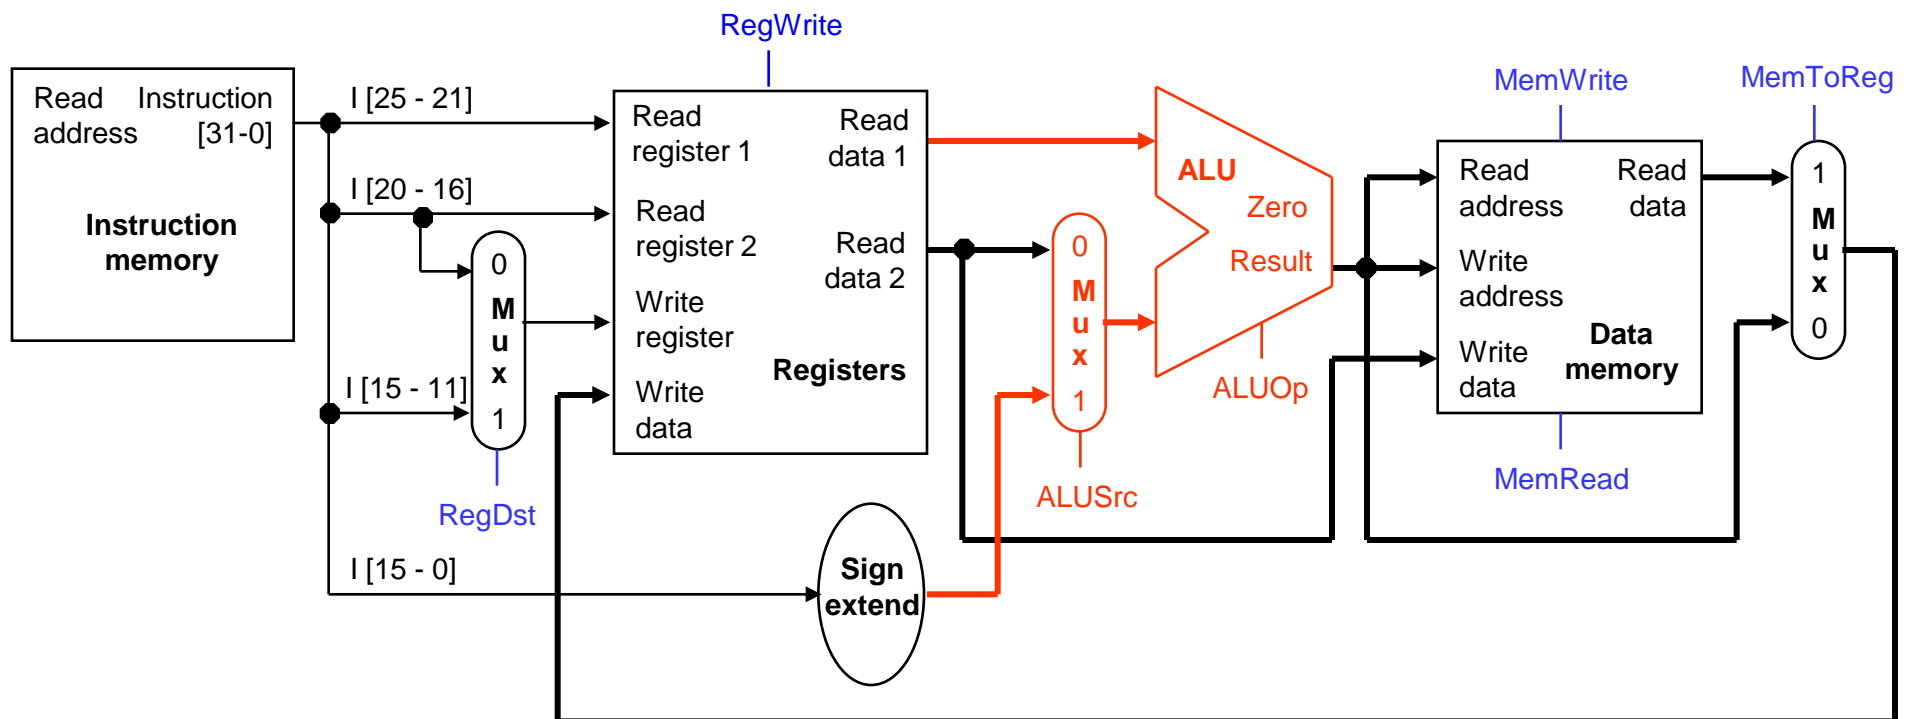 RegWrite
MemWrite
MemToReg
Read Instruction
address [31-0]
Instruction
memory
I [25 - 21]
I [20 - 16]
I [15 - 11]
I [15 - 0]
0
M
u
x
1
RegDst
Read
register 1
Read
register 2
Write
register
Write
data
Read
data 1
Read
data 2
Registers
Sign
extend
0
M
u
x
1
ALUSrc
ALU
Zero
Result
ALUOp
Read
address
Write
address
Write
data
Read
data
Data
memory
MemRead
1
M
u
x
0